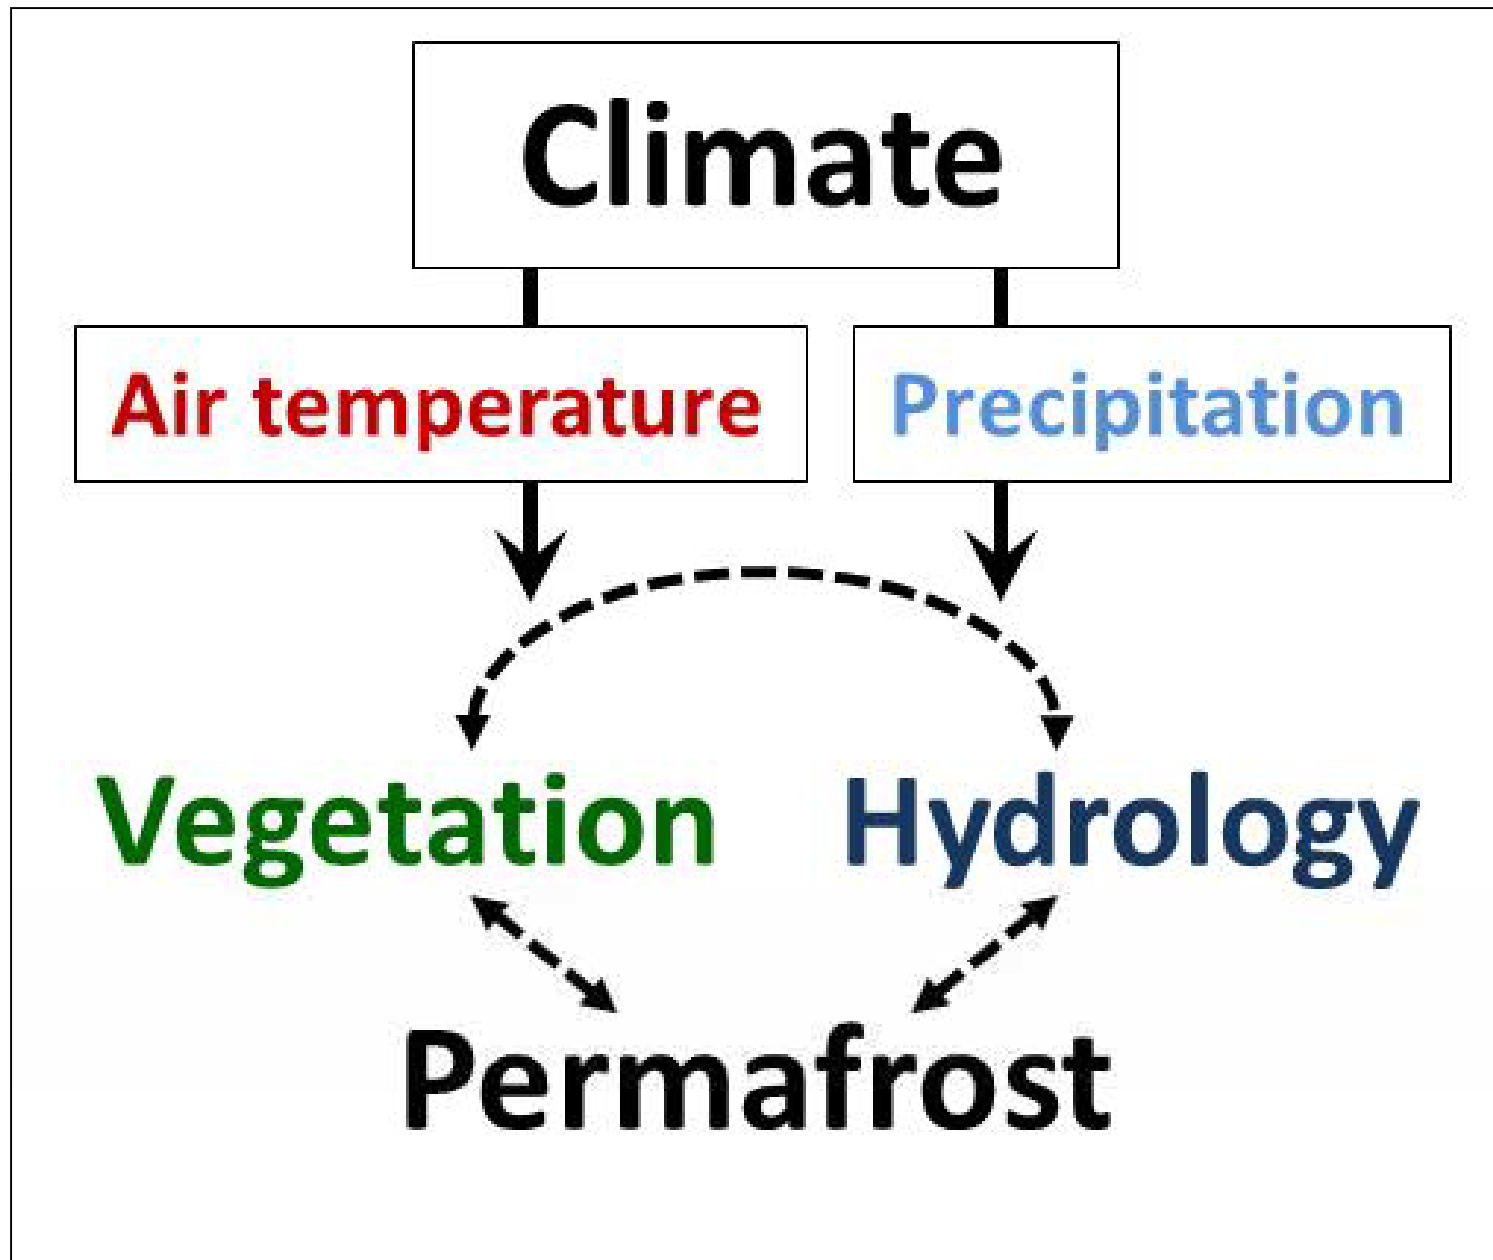 Climate
Air temperature
Precipitation
Vegetation
Hydrology
Permafrost